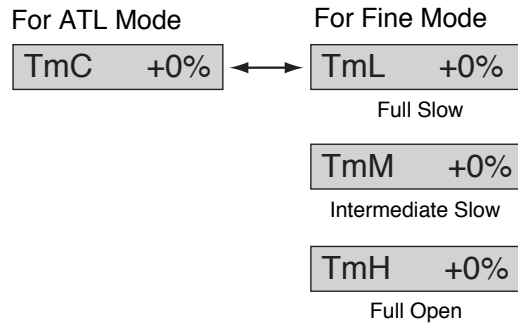 For ATL Mode
For Fine Mode
TmC +0%
TmL +0%
Full Slow
TmM +0%
Intermediate Slow
TmH +0%
Full Open